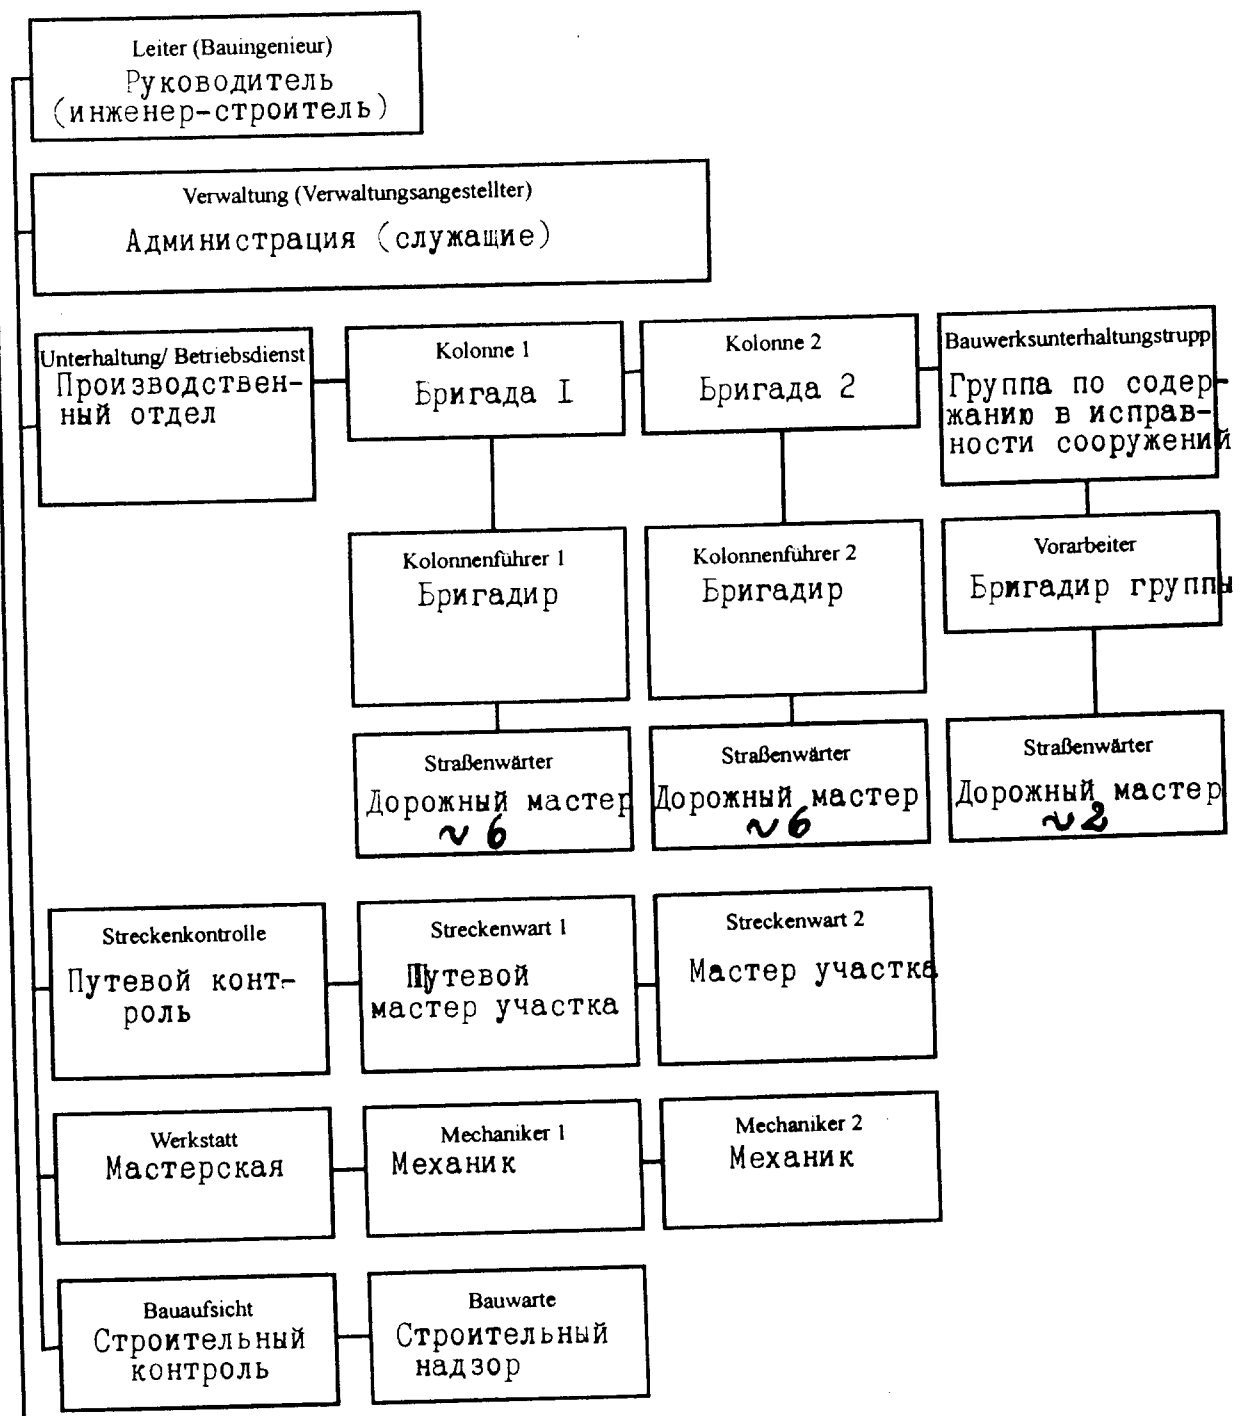 Leiter (Bauingenieur)
Руководитель
(инженер-строитель)
Verwaltung (Verwaltungsangestellter)
Администрация (служащие)
Unterhaltung/ Betriebsdienst
Производствен-
ный отдел
Kolonne 1
Бригада I
Kolonne 2
Бригада 2
Bauwerksunterhaltungstrupp
Группа по содер-
жанию в исправ-
ности сооружений
Kolonnenführer 1
Бригадир
Kolonnenführer 2
Бригадир
Vorarbeiter
Бригадир группы
Straßenwärter
Дорожный мастер
~ 6
Straßenwärter
Дорожный мастер
~ 6
Straßenwärter
Дорожный мастер
~ 2
Streckenkontrolle
Путевой конт-
роль
Streckenwart 1
Путевой
мастер участка
Streckenwart 2
Мастер участка
Werkstatt
Мастерская
Mechaniker 1
Механик
Mechaniker 2
Механик
Bauaufsicht
Строительный
контроль
Bauwarte
Строительный
надзор